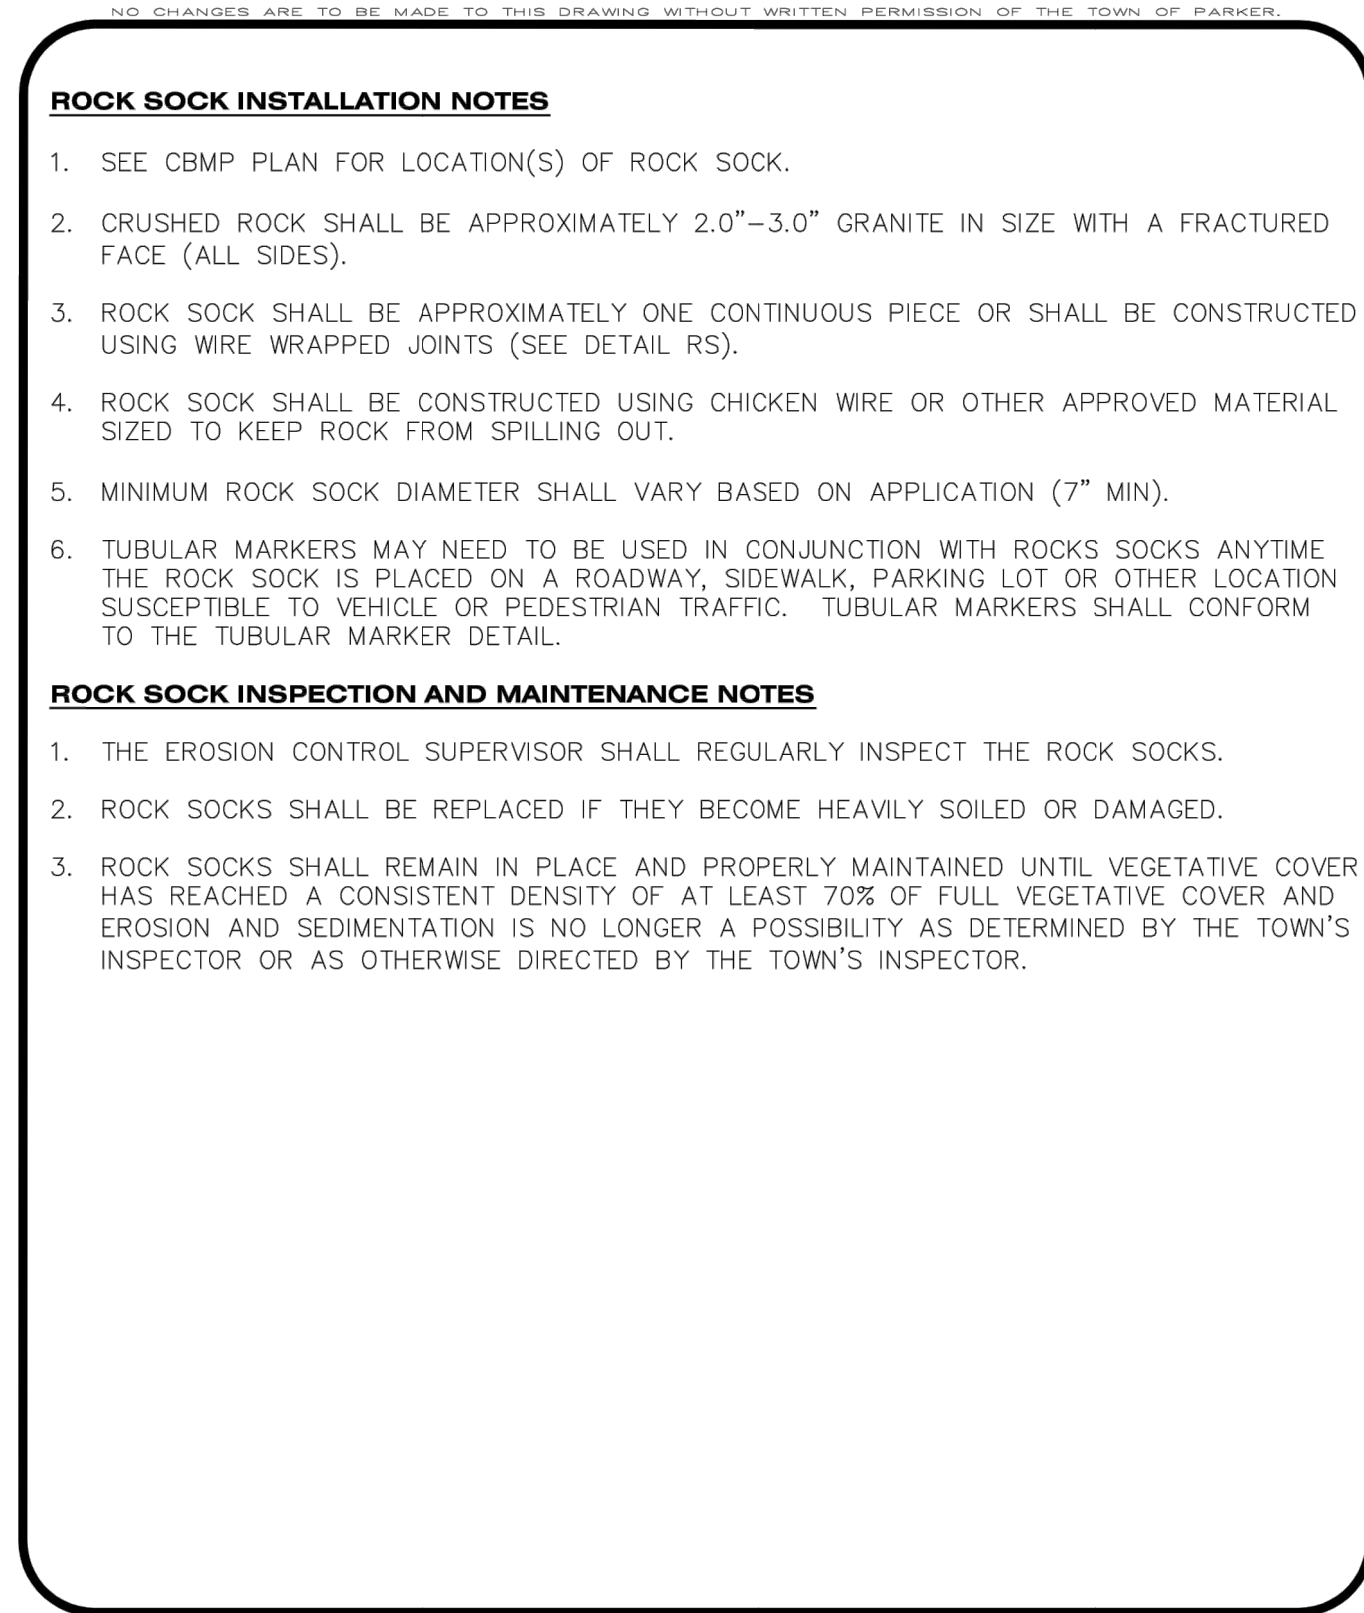 NO CHANGES ARE TO BE MADE TO THIS DRAWING WITHOUT WRITTEN PERMISSION OF THE TOWN OF PARKER.
ROCK SOCK INSTALLATION NOTES
1. SEE CBMP PLAN FOR LOCATION(S) OF ROCK SOCK.
2. CRUSHED ROCK SHALL BE APPROXIMATELY 2.0”–3.0” GRANITE IN SIZE WITH A FRACTURED
FACE (ALL SIDES).
3. ROCK SOCK SHALL BE APPROXIMATELY ONE CONTINUOUS PIECE OR SHALL BE CONSTRUCTED
USING WIRE WRAPPED JOINTS (SEE DETAIL RS).
4. ROCK SOCK SHALL BE CONSTRUCTED USING CHICKEN WIRE OR OTHER APPROVED MATERIAL
SIZED TO KEEP ROCK FROM SPILLING OUT.
5. MINIMUM ROCK SOCK DIAMETER SHALL VARY BASED ON APPLICATION (7” MIN).
6. TUBULAR MARKERS MAY NEED TO BE USED IN CONJUNCTION WITH ROCKS SOCKS ANYTIME
THE ROCK SOCK IS PLACED ON A ROADWAY, SIDEWALK, PARKING LOT OR OTHER LOCATION
SUSCEPTIBLE TO VEHICLE OR PEDESTRIAN TRAFFIC. TUBULAR MARKERS SHALL CONFORM
TO THE TUBULAR MARKER DETAIL.
ROCK SOCK INSPECTION AND MAINTENANCE NOTES
1. THE EROSION CONTROL SUPERVISOR SHALL REGULARLY INSPECT THE ROCK SOCKS.
2. ROCK SOCKS SHALL BE REPLACED IF THEY BECOME HEAVILY SOILED OR DAMAGED.
3. ROCK SOCKS SHALL REMAIN IN PLACE AND PROPERLY MAINTAINED UNTIL VEGETATIVE COVER
HAS REACHED A CONSISTENT DENSITY OF AT LEAST 70% OF FULL VEGETATIVE COVER AND
EROSION AND SEDIMENTATION IS NO LONGER A POSSIBILITY AS DETERMINED BY THE TOWN’S
INSPECTOR OR AS OTHERWISE DIRECTED BY THE TOWN’S INSPECTOR.